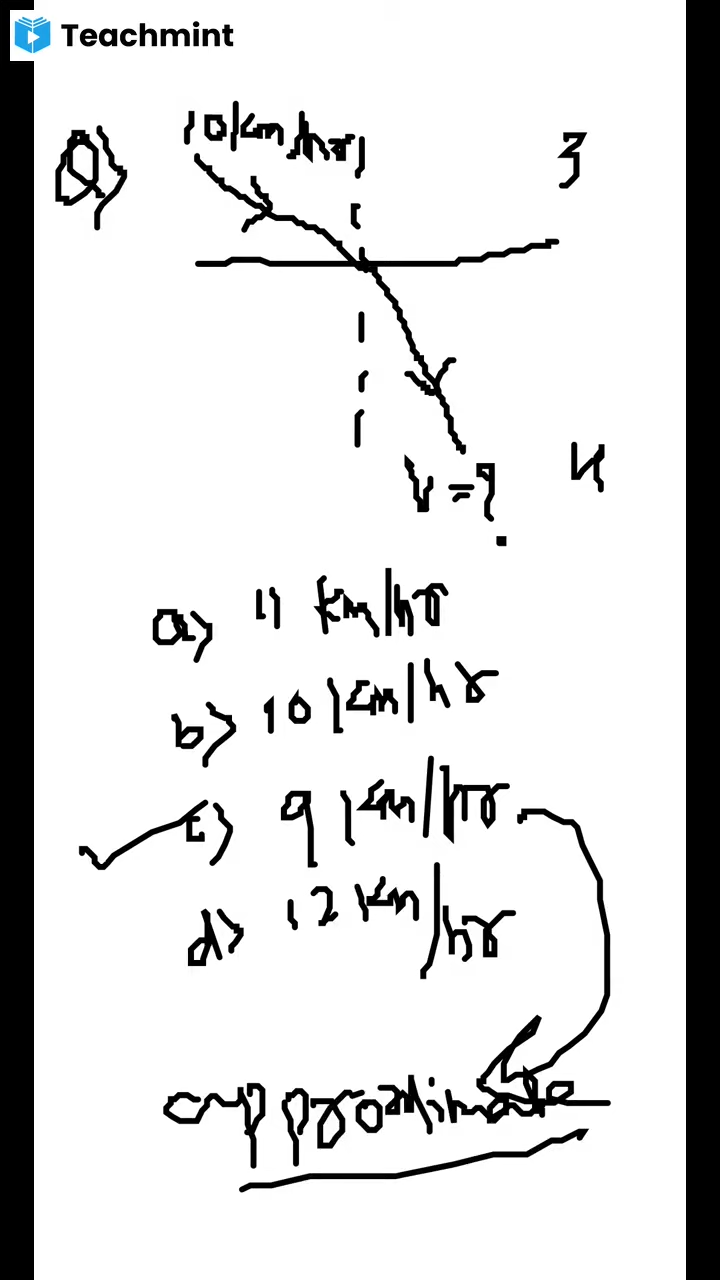 Teachmint
Q) 10 km/hr
3
V = ?
4
a) 11 km/hr
b) 10 km/hr
c) 9 km/hr
d) 12 km/hr
approximate